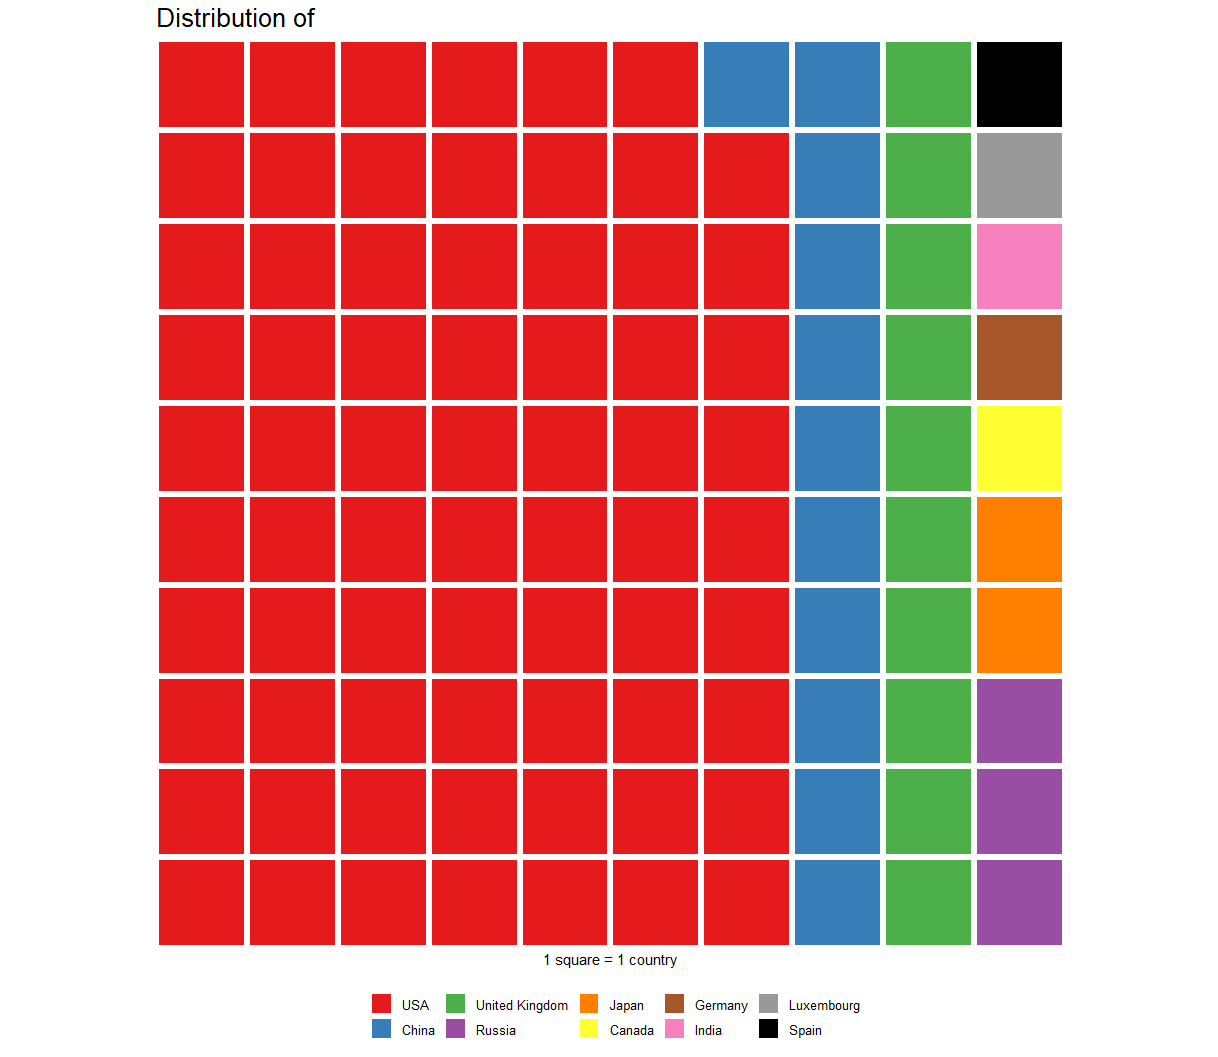 Distribution of
1 square = 1 country
USA United Kingdom Japan Germany Luxembourg
China Russia Canada India Spain